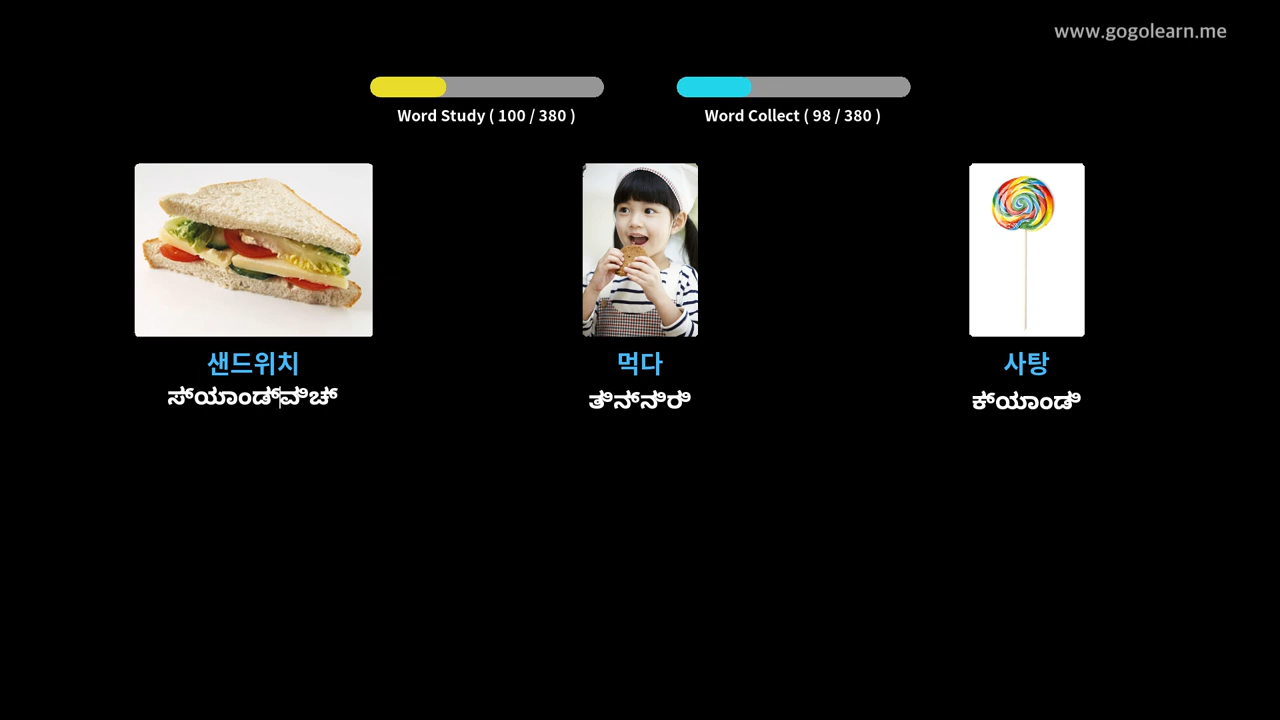 www.gogolearn.me
Word Study ( 100 / 380 )
Word Collect ( 98 / 380 )
샌드위치
ಸ್ಯಾಂಡ್‌ವಿಚ್
먹다
ತಿನ್ನಿರಿ
사탕
ಕ್ಯಾಂಡಿ